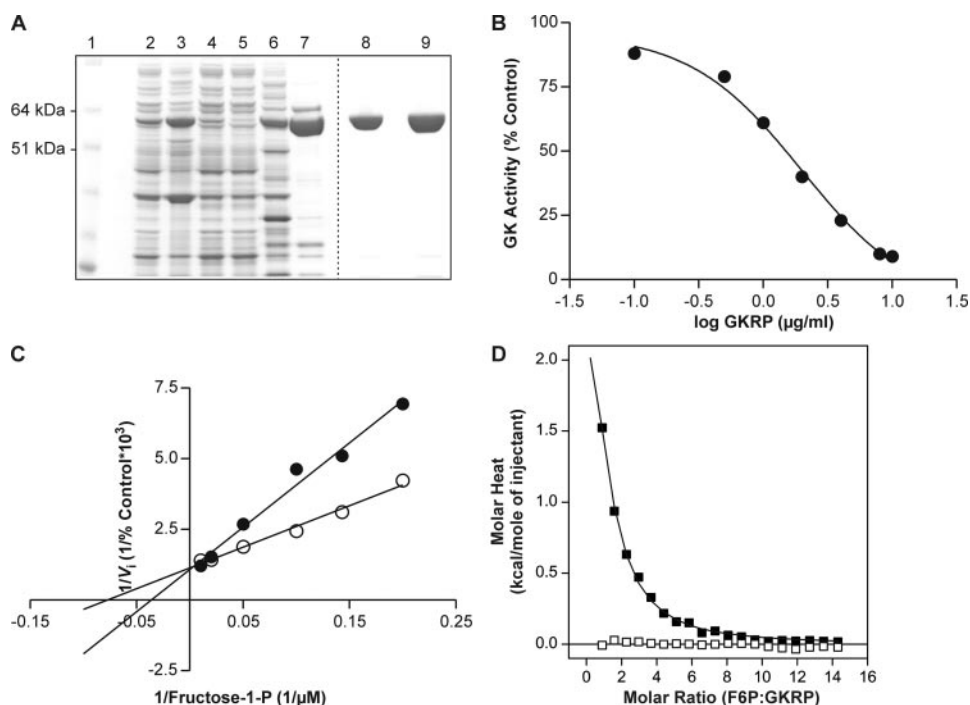 A
1 2 3 4 5 6 7 8 9
64 kDa
51 kDa
B
GK Activity (% Control)
100
75
50
25
0
-1.5 -1.0 -0.5 0.0 0.5 1.0 1.5
log GKRP (µg/ml)
C
1/Vi (1/% Control*10³)
7.5
5.0
2.5
-0.15 -0.05 0.05 0.15 0.25
-2.5
1/Fructose-1-P (1/µM)
D
Molar Heat
(kcal/mole of injectant)
2.0
1.5
1.0
0.5
0.0
0 2 4 6 8 10 12 14 16
Molar Ratio (F6P:GKRP)